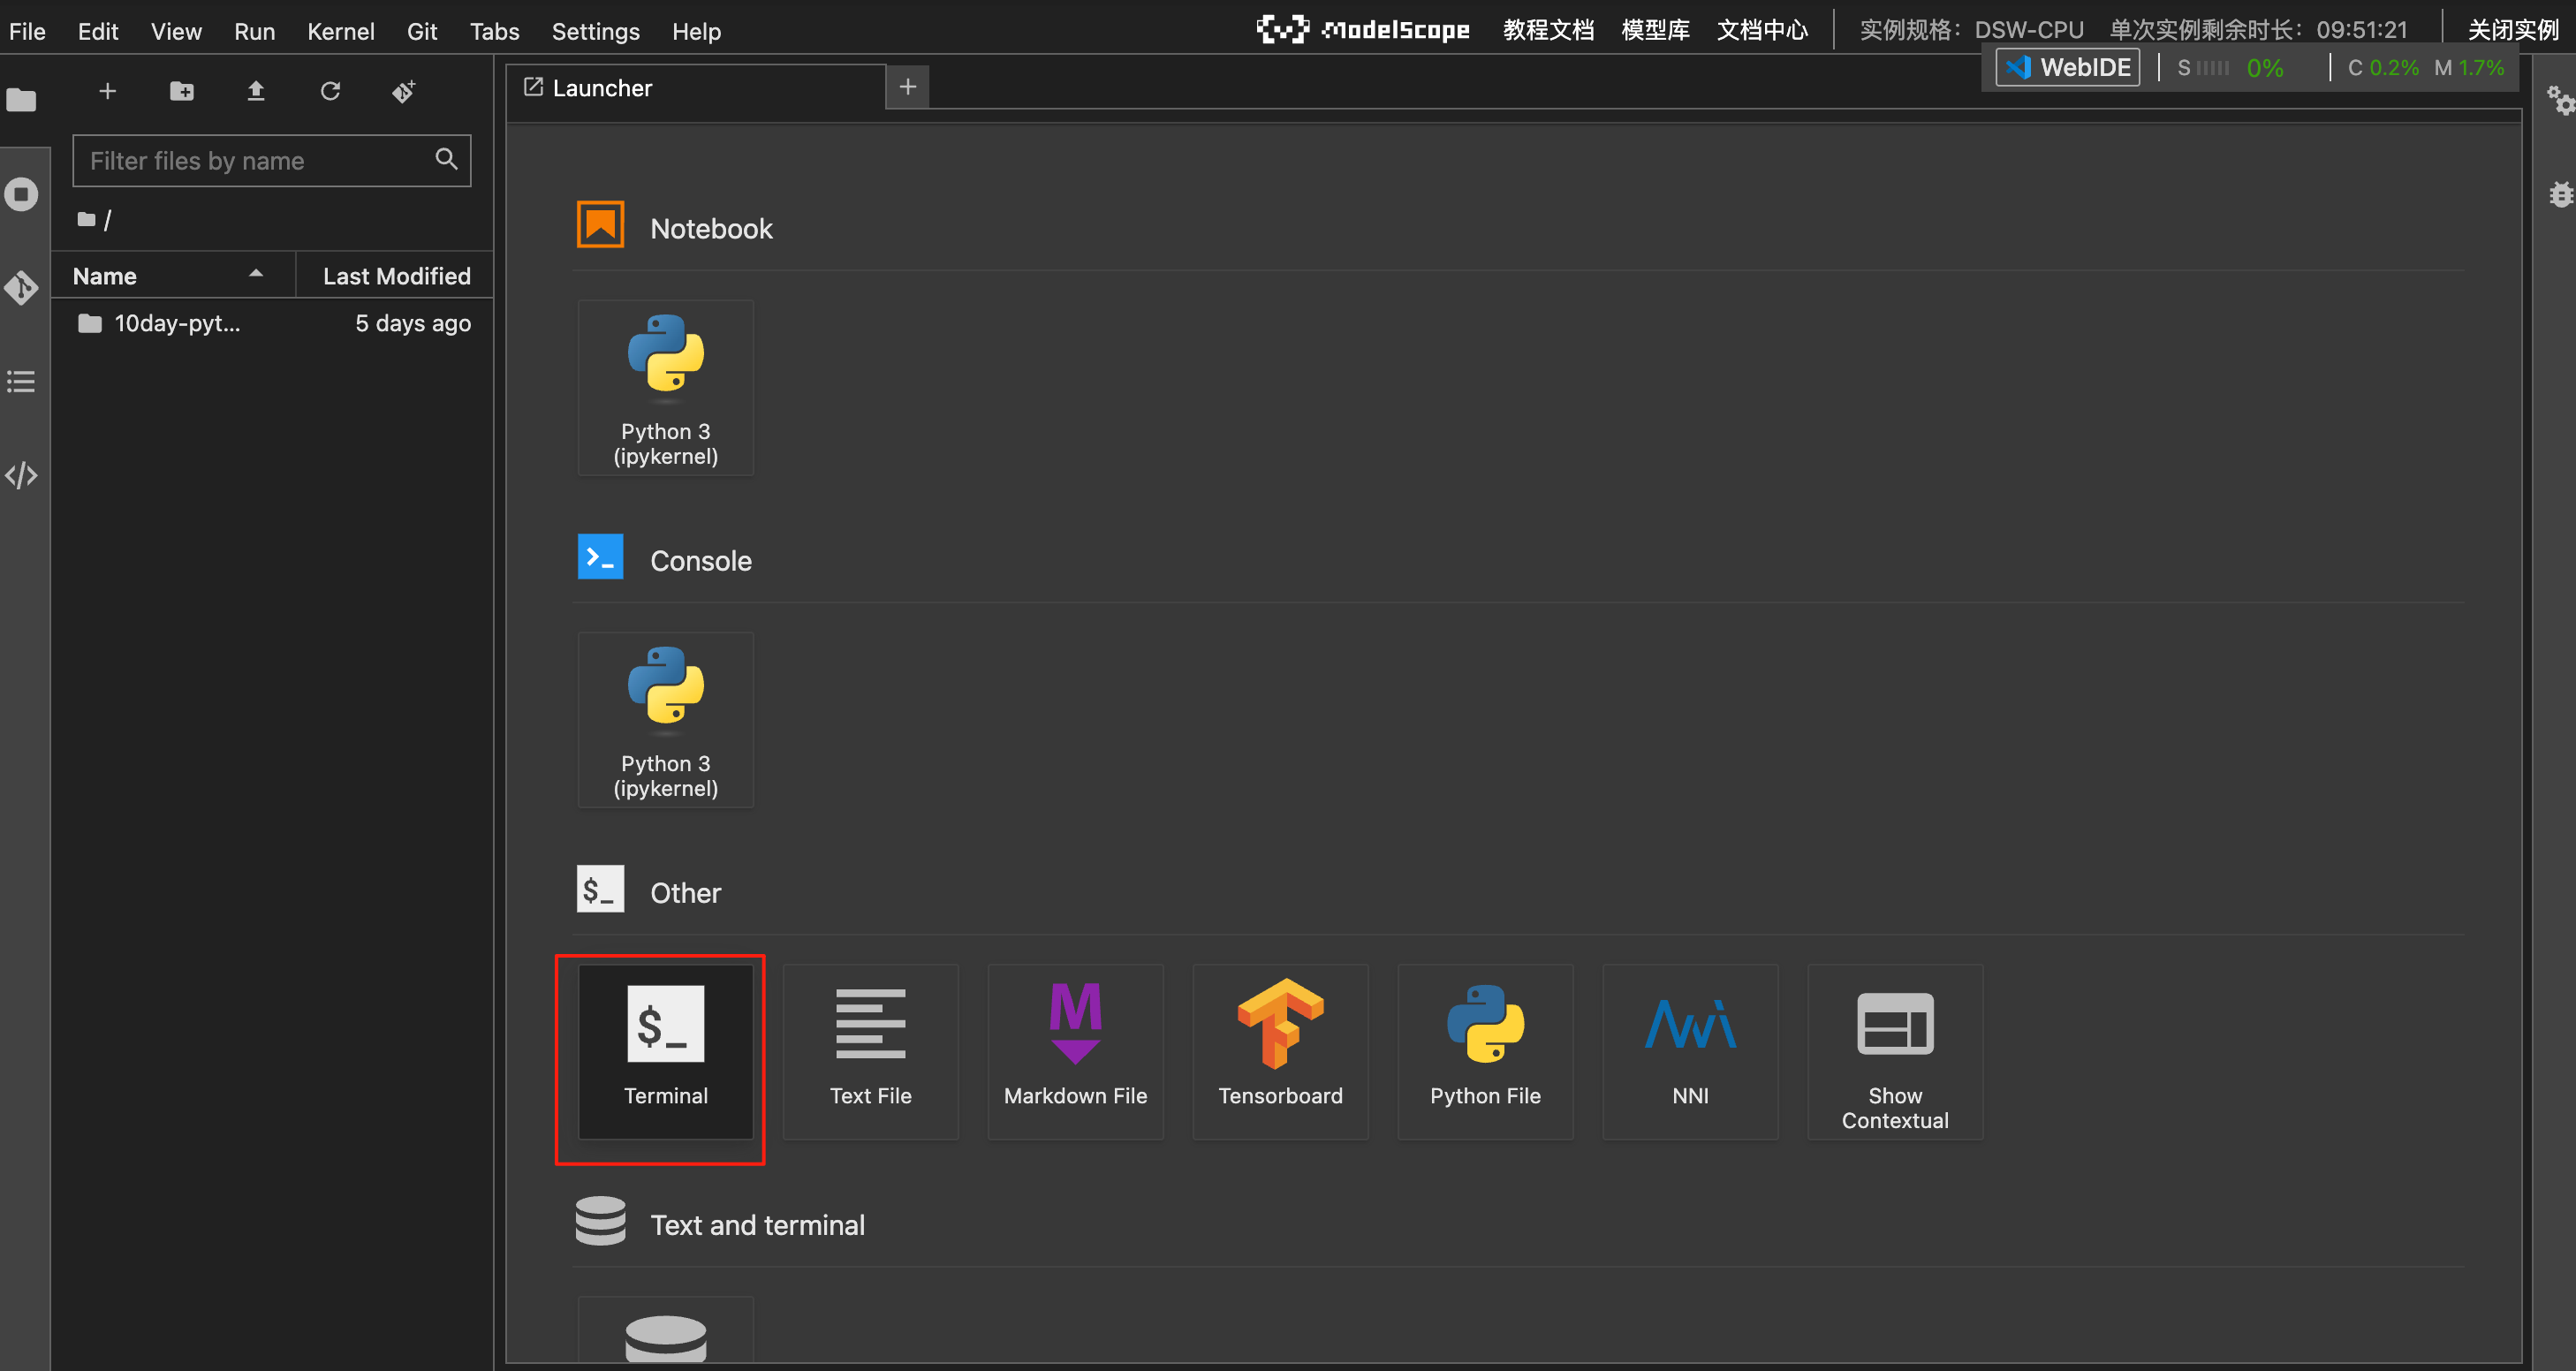 File Edit View Run Kernel Git Tabs Settings Help
ModelScope 教程文档 模型库 文档中心 实例规格：DSW-CPU 单次实例剩余时长：09:51:21 关闭实例
WebIDE S 0% C 0.2% M 1.7%
Launcher
Filter files by name
/
Name Last Modified
10day-pyt... 5 days ago
Notebook
Python 3
(ipykernel)
Console
>_
Python 3
(ipykernel)
$_
Other
$_
Terminal
Text File
M
Markdown File
Tensorboard
Python File
NNI
Show
Contextual
Text and terminal